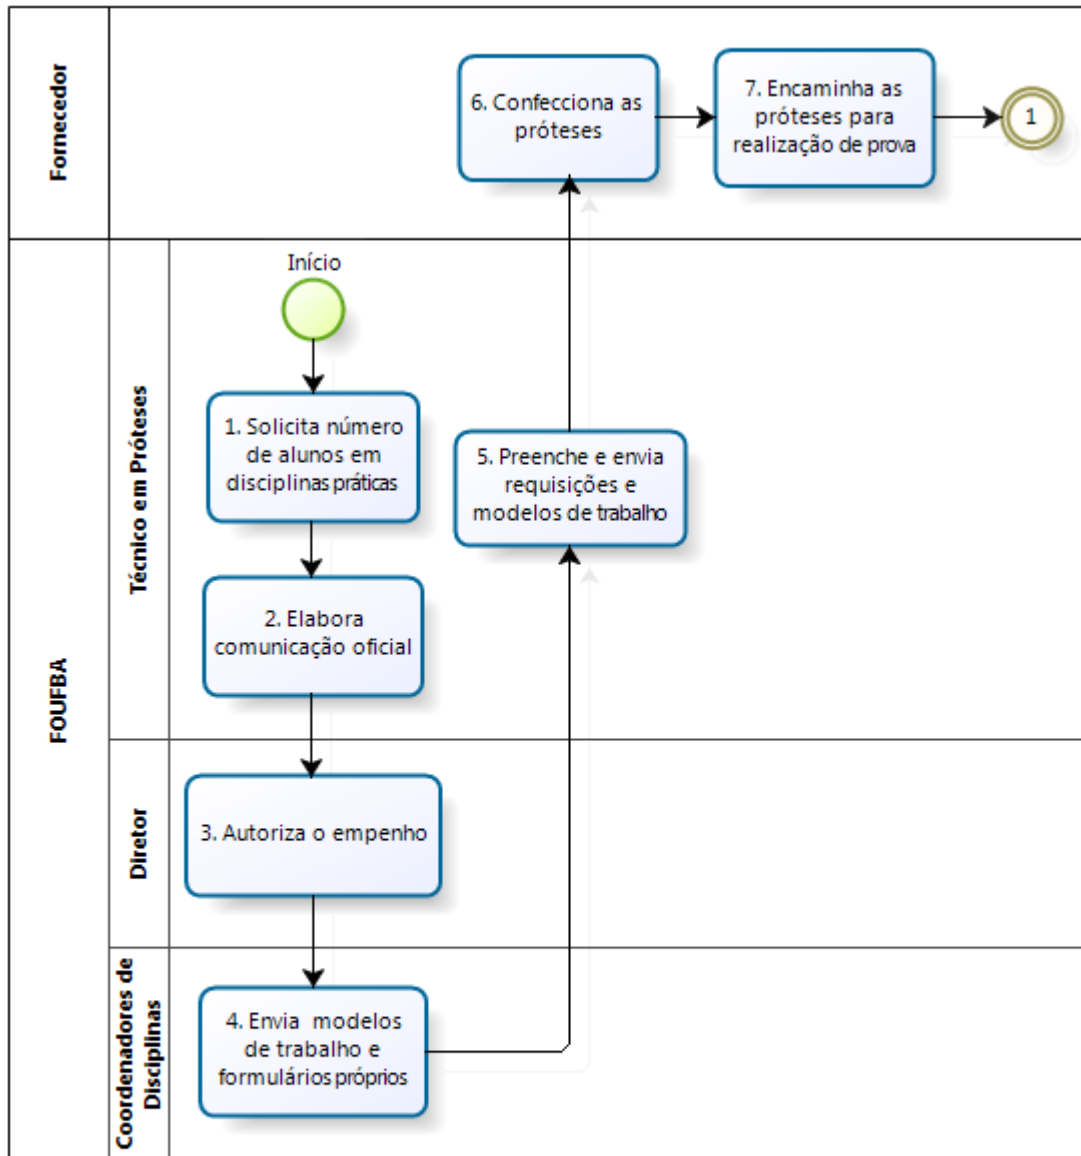 Fornecedor
6. Confecciona as
próteses
7. Encaminha as
próteses para
realização de prova
1
FOUFBA
Técnico em Próteses
Início
1. Solicita número
de alunos em
disciplinas práticas
2. Elabora
comunicação oficial
5. Preenche e envia
requisições e
modelos de trabalho
Diretor
3. Autoriza o empenho
Coordenadores de
Disciplinas
4. Envia modelos
de trabalho e
formulários próprios